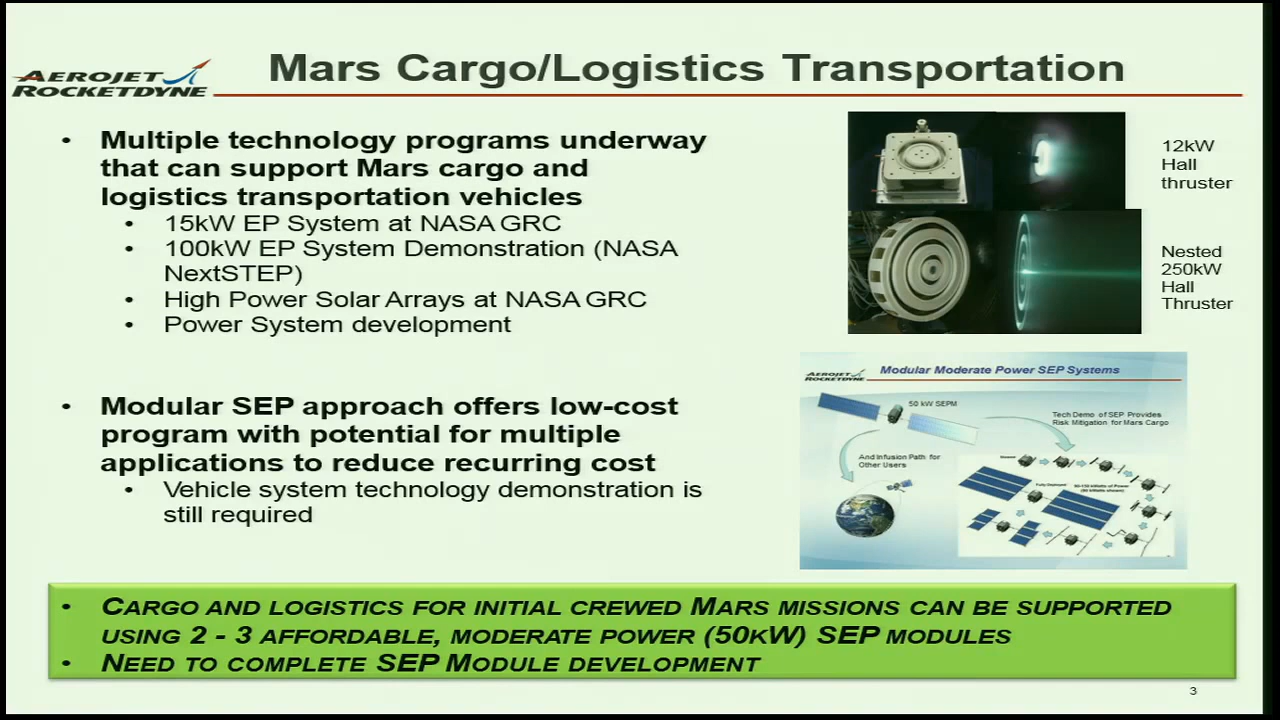 Mars Cargo/Logistics Transportation
AEROJET
ROCKETDYNE
• Multiple technology programs underway
that can support Mars cargo and
logistics transportation vehicles
• 15kW EP System at NASA GRC
• 100kW EP System Demonstration (NASA
NextSTEP)
• High Power Solar Arrays at NASA GRC
• Power System development
• Modular SEP approach offers low-cost
program with potential for multiple
applications to reduce recurring cost
• Vehicle system technology demonstration is
still required
12kW
Hall
thruster
Nested
250kW
Hall
Thruster
AEROJET
ROCKETDYNE
Modular Moderate Power SEP Systems
50 kW SEPM
Tech Demo of SEP Provides
Risk Mitigation for Mars Cargo
And Infusion Path for
Other Users
Fully Deployed
• CARGO AND LOGISTICS FOR INITIAL CREWED MARS MISSIONS CAN BE SUPPORTED
USING 2 - 3 AFFORDABLE, MODERATE POWER (50KW) SEP MODULES
• NEED TO COMPLETE SEP MODULE DEVELOPMENT
3